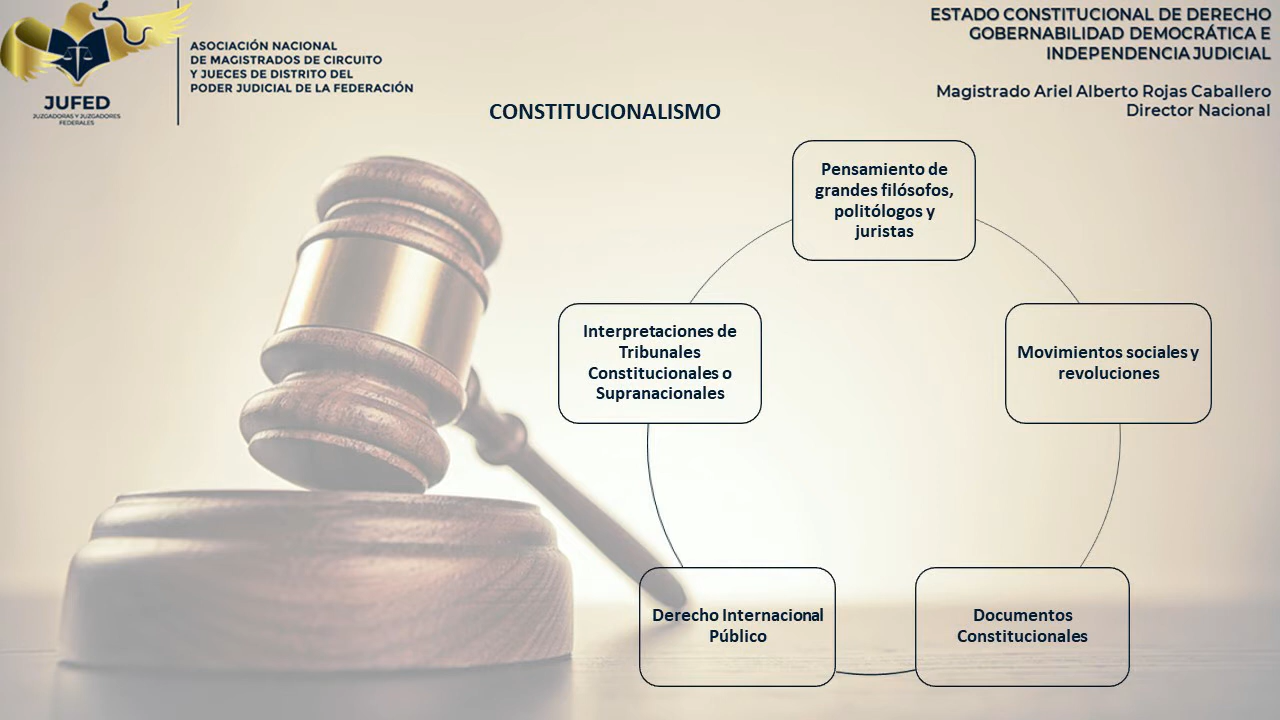 JUFED
JUZGADORAS Y JUZGADORES
FEDERALES
ASOCIACIÓN NACIONAL
DE MAGISTRADOS DE CIRCUITO
Y JUECES DE DISTRITO DEL
PODER JUDICIAL DE LA FEDERACIÓN
ESTADO CONSTITUCIONAL DE DERECHO
GOBERNABILIDAD DEMOCRÁTICA E
INDEPENDENCIA JUDICIAL
Magistrado Ariel Alberto Rojas Caballero
Director Nacional
CONSTITUCIONALISMO
Pensamiento de
grandes filósofos,
politólogos y
juristas
Movimientos sociales y
revoluciones
Documentos
Constitucionales
Derecho Internacional
Público
Interpretaciones de
Tribunales
Constitucionales o
Supranacionales